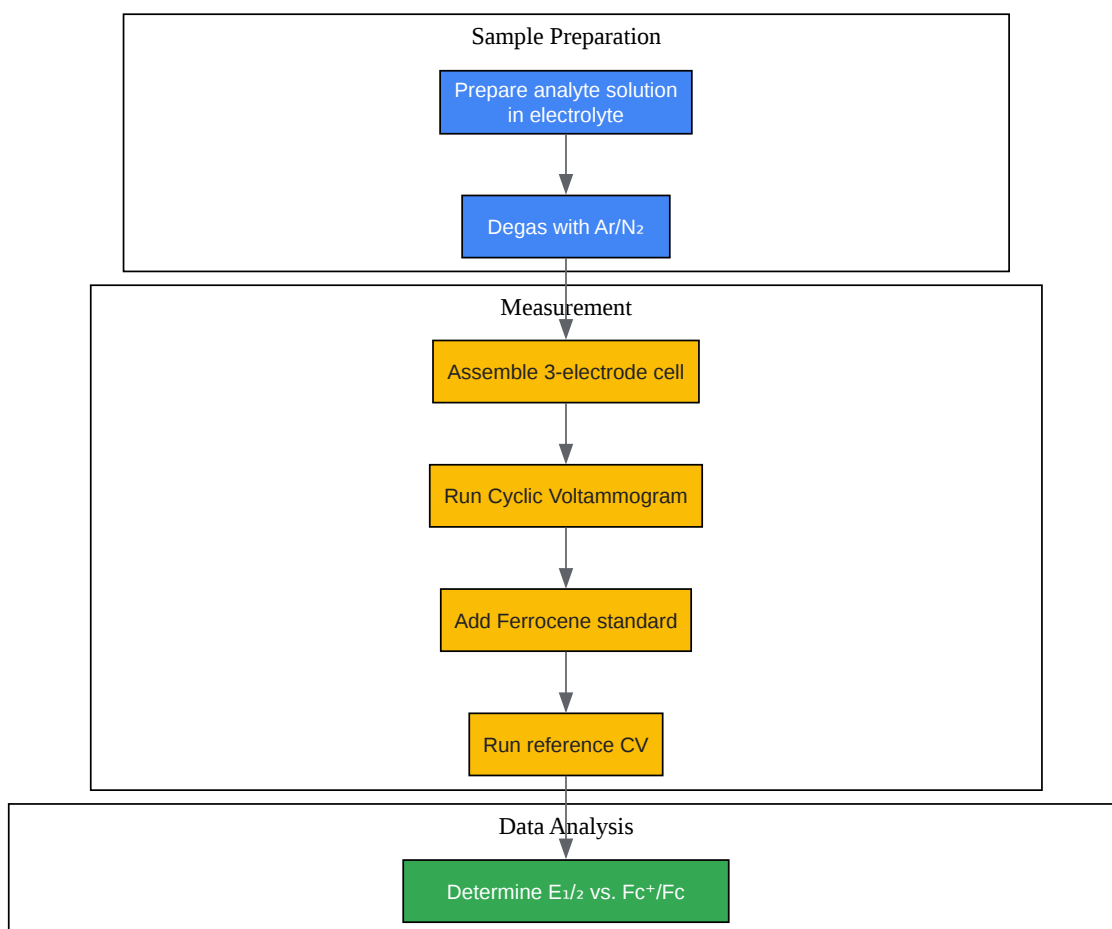 Sample Preparation
Prepare analyte solution
in electrolyte
Degas with Ar/N₂
Measurement
Assemble 3-electrode cell
Run Cyclic Voltammogram
Add Ferrocene standard
Run reference CV
Data Analysis
Determine E₁/₂ vs. Fc⁺/Fc